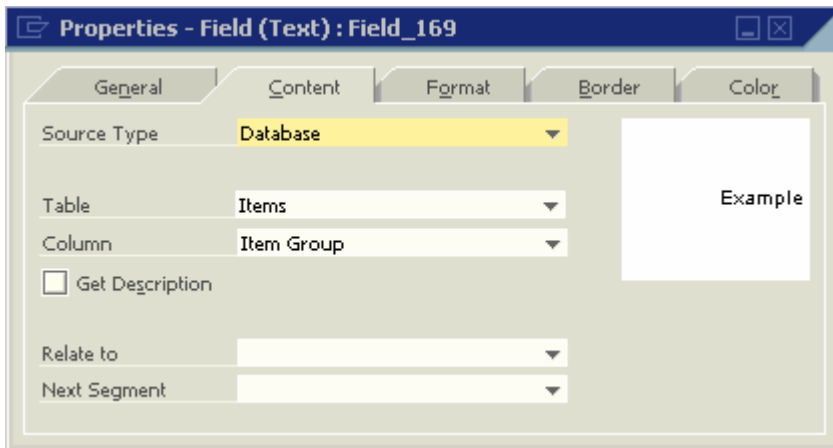 Properties - Field (Text) : Field_169
General Content Format Border Color
Source Type Database
Table Items Example
Column Item Group
Get Description
Relate to
Next Segment